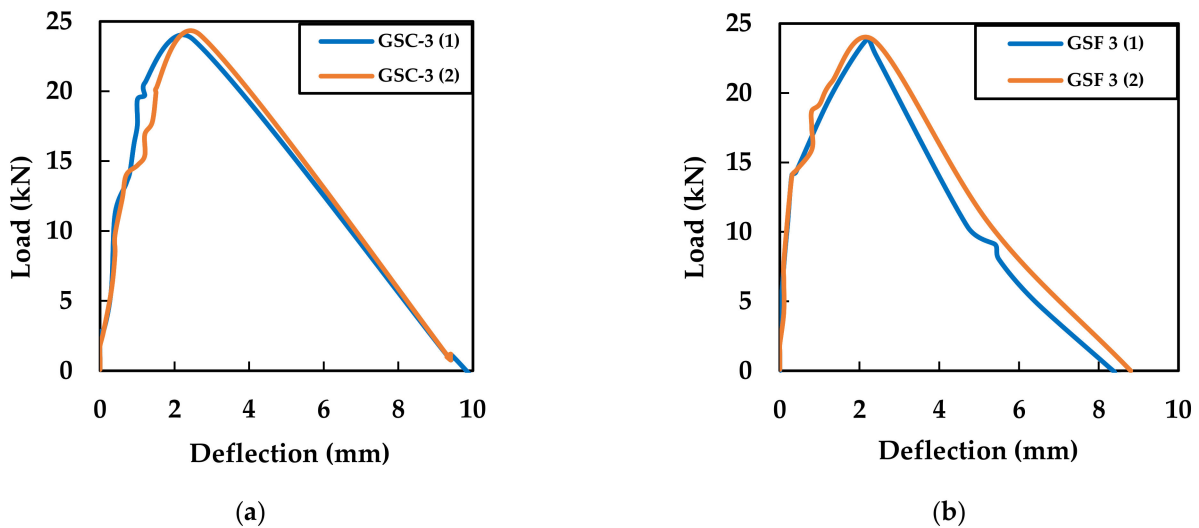 25
20
15
10
5
0
Load (kN)
GSC-3 (1)
GSC-3 (2)
0 2 4 6 8 10
Deflection (mm)
(a)
25
20
15
10
5
0
Load (kN)
GSF 3 (1)
GSF 3 (2)
0 2 4 6 8 10
Deflection (mm)
(b)